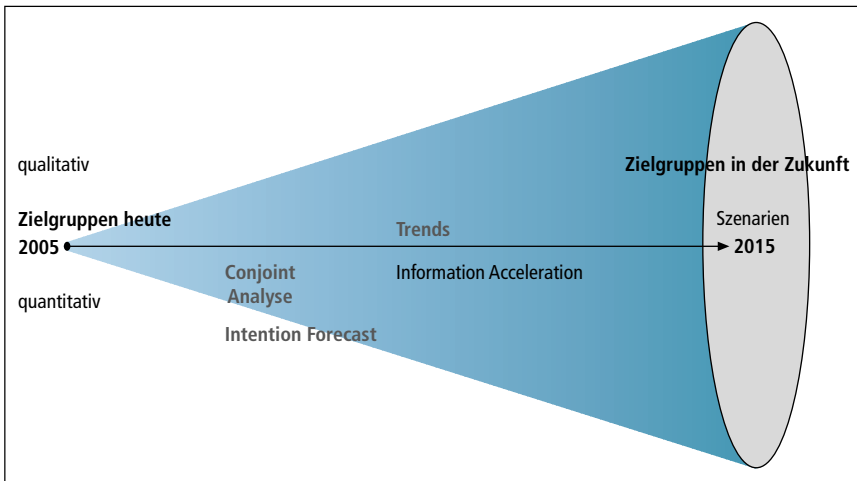 qualitativ
Zielgruppen in der Zukunft
Zielgruppen heute
Szenarien
Trends
2005
2015
Conjoint
Analyse
Information Acceleration
quantitativ
Intention Forecast